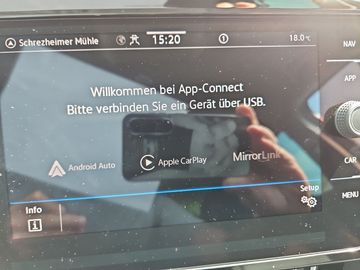 Schrezheimer Mühle 15:20 18.0°C NAV
Willkommen bei App-Connect
Bitte verbinden Sie ein Gerät über USB.
APP
Android Auto Apple CarPlay MirrorLink
CAR
Setup
Info
MENU